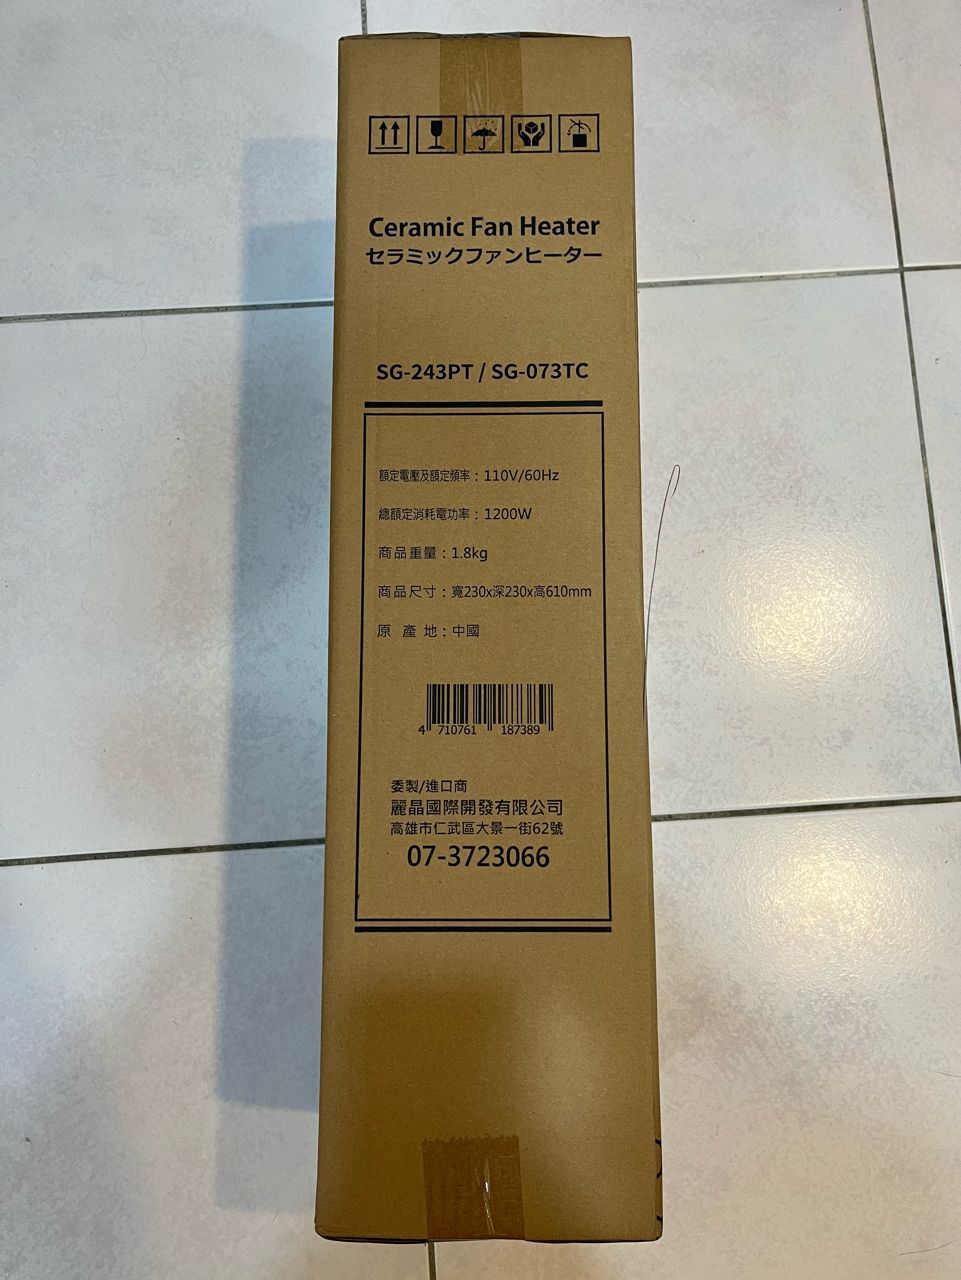 Ceramic Fan Heater
セラミックファンヒーター
SG-243PT / SG-073TC
額定電壓及額定頻率：110V/60Hz
總額定消耗電功率：1200W
商品重量：1.8kg
商品尺寸：寬230x深230x高610mm
原 產 地：中國
4 710761 187389
委製/進口商
麗晶國際開發有限公司
高雄市仁武區大景一街62號
07-3723066